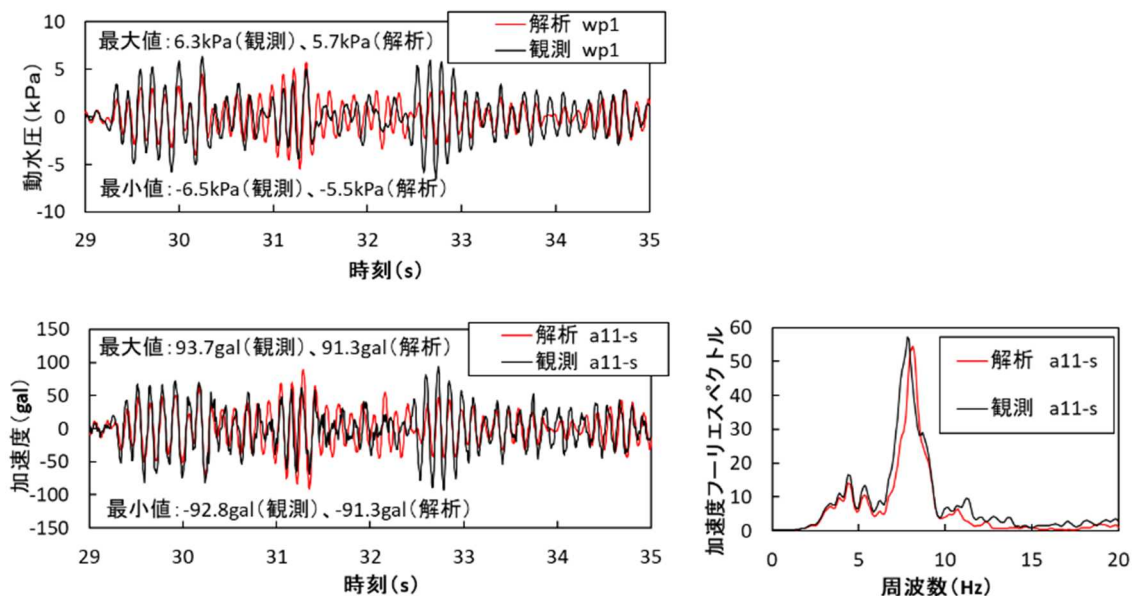 最大値:6.3kPa(観測)、5.7kPa(解析)
解析 wp1
観測 wp1
10
5
0
-5
-10
動水圧(kPa)
最小値:-6.5kPa(観測)、-5.5kPa(解析)
29 30 31 32 33 34 35
時刻(s)
最大値:93.7gal(観測)、91.3gal(解析)
解析 a11-s
観測 a11-s
150
100
50
0
-50
-100
-150
加速度(gal)
最小値:-92.8gal(観測)、-91.3gal(解析)
29 30 31 32 33 34 35
時刻(s)
解析 a11-s
観測 a11-s
60
50
40
30
20
10
0
加速度フーリエスペクトル
0 5 10 15 20
周波数(Hz)